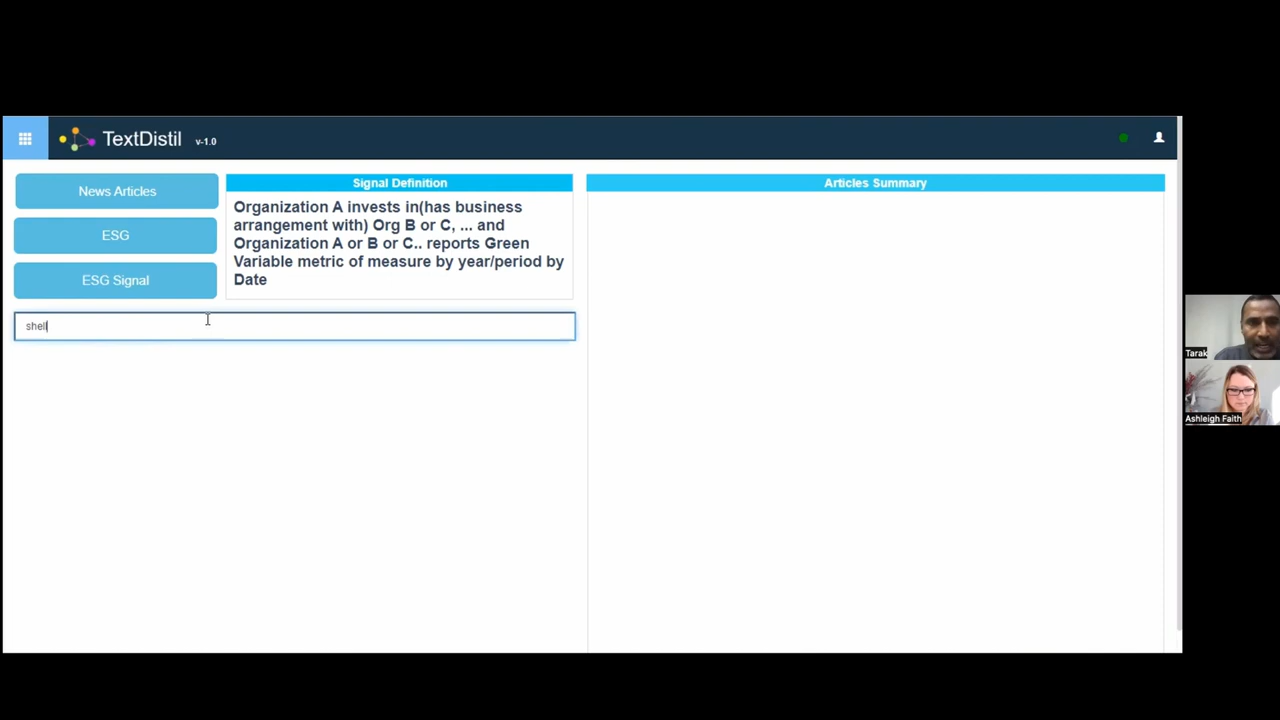 TextDistil v-1.0
News Articles
ESG
ESG Signal
Signal Definition
Organization A invests in(has business
arrangement with) Org B or C, ... and
Organization A or B or C.. reports Green
Variable metric of measure by year/period by
Date
shell
Articles Summary
Tarak
Ashleigh Faith